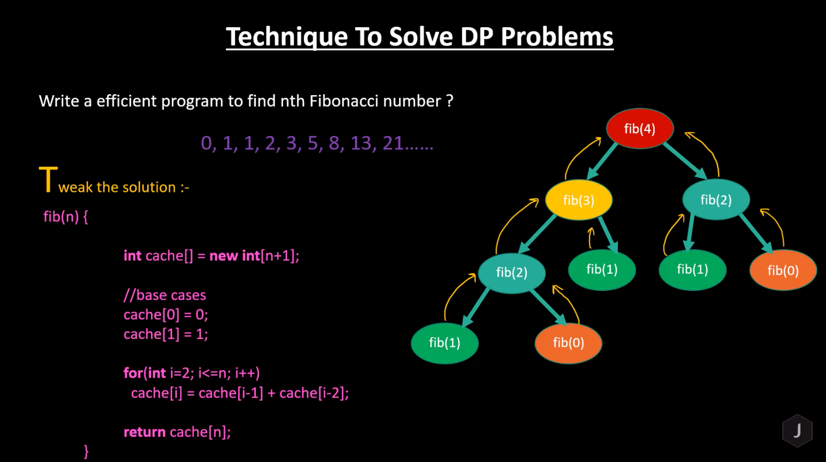 Technique To Solve DP Problems
Write a efficient program to find nth Fibonacci number ?
0, 1, 1, 2, 3, 5, 8, 13, 21......
Tweak the solution :-
fib(n) {
int cache[] = new int[n+1];
//base cases
cache[0] = 0;
cache[1] = 1;
for(int i=2; i<=n; i++)
cache[i] = cache[i-1] + cache[i-2];
return cache[n];
}
fib(4)
fib(3)
fib(2)
fib(2)
fib(1)
fib(1)
fib(0)
fib(1)
fib(0)
J